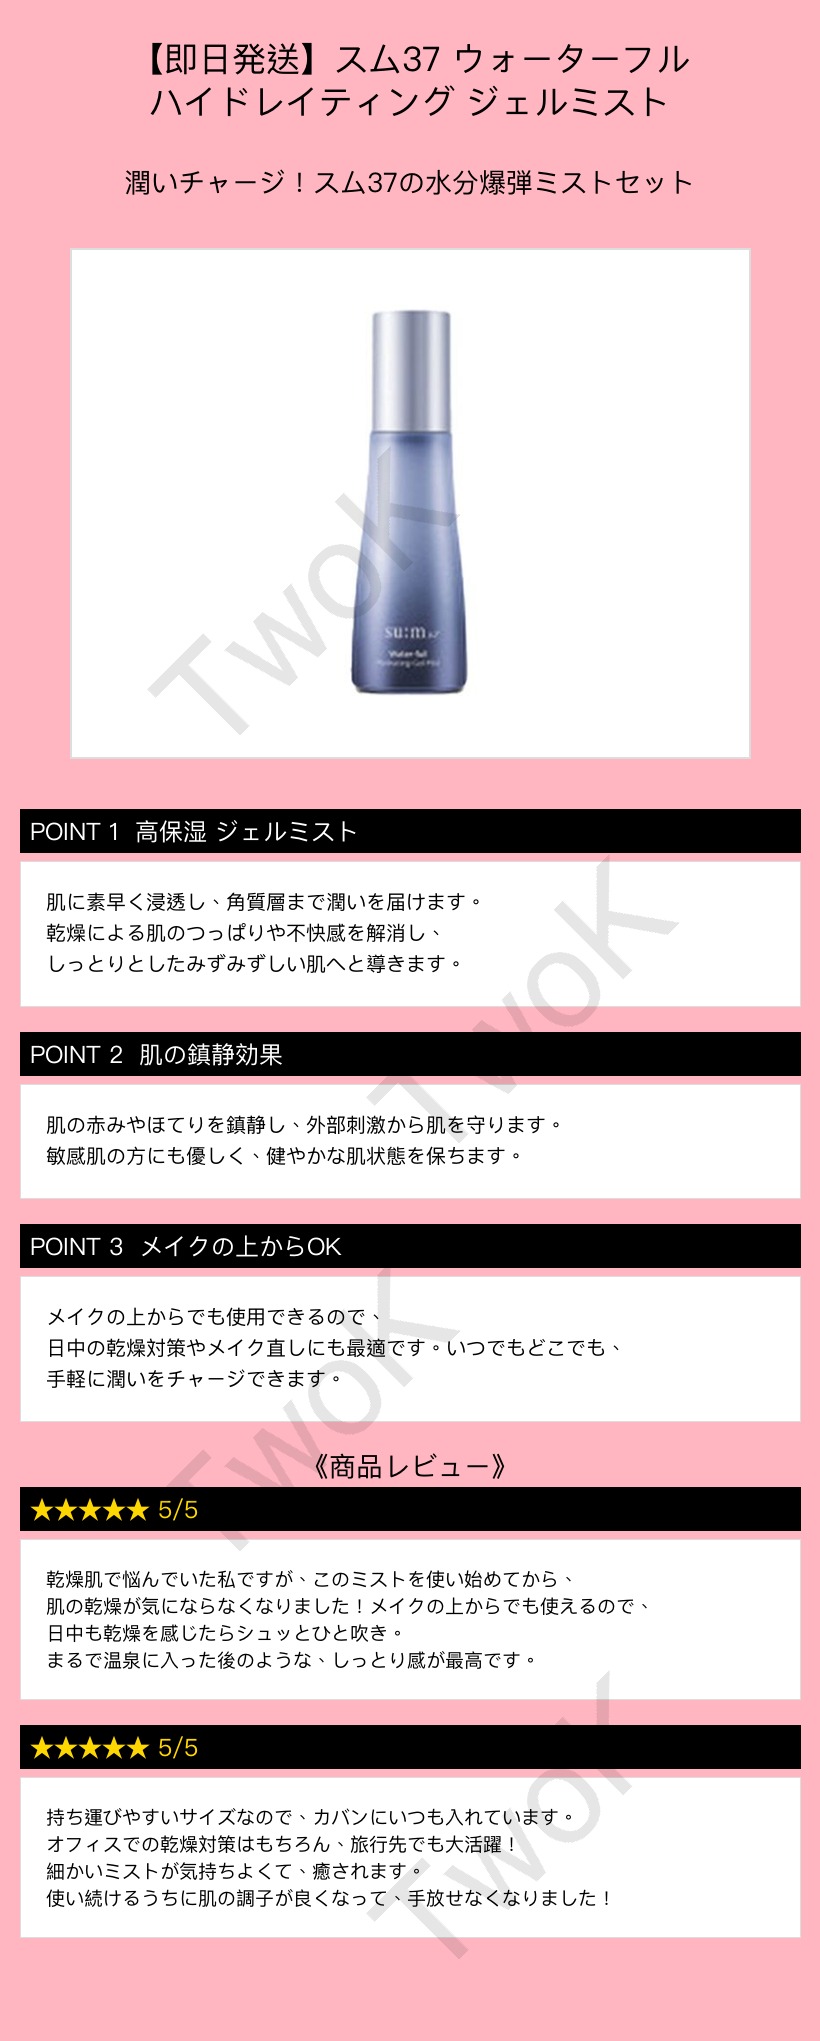 【即日発送】スム37 ウォーターフル
ハイドレイティング ジェルミスト
潤いチャージ！スム37の水分爆弾ミストセット
su:m37
Water-full
Hydrating Gel Mist
TwoK
POINT 1 高保湿 ジェルミスト
肌に素早く浸透し、角質層まで潤いを届けます。
乾燥による肌のつっぱりや不快感を解消し、
しっとりとしたみずみずしい肌へと導きます。
TwoK
POINT 2 肌の鎮静効果
肌の赤みやほてりを鎮静し、外部刺激から肌を守ります。
敏感肌の方にも優しく、健やかな肌状態を保ちます。
POINT 3 メイクの上からOK
メイクの上からでも使用できるので、
日中の乾燥対策やメイク直しにも最適です。いつでもどこでも、
手軽に潤いをチャージできます。
TwoK
《商品レビュー》
★★★★★ 5/5
乾燥肌で悩んでいた私ですが、このミストを使い始めてから、
肌の乾燥が気にならなくなりました！メイクの上からでも使えるので、
日中も乾燥を感じたらシュッとひと吹き。
まるで温泉に入った後のような、しっとり感が最高です。
★★★★★ 5/5
持ち運びやすいサイズなので、カバンにいつも入れています。
オフィスでの乾燥対策はもちろん、旅行先でも大活躍！
細かいミストが気持ちよくて、癒されます。
使い続けるうちに肌の調子が良くなって、手放せなくなりました！
TwoK